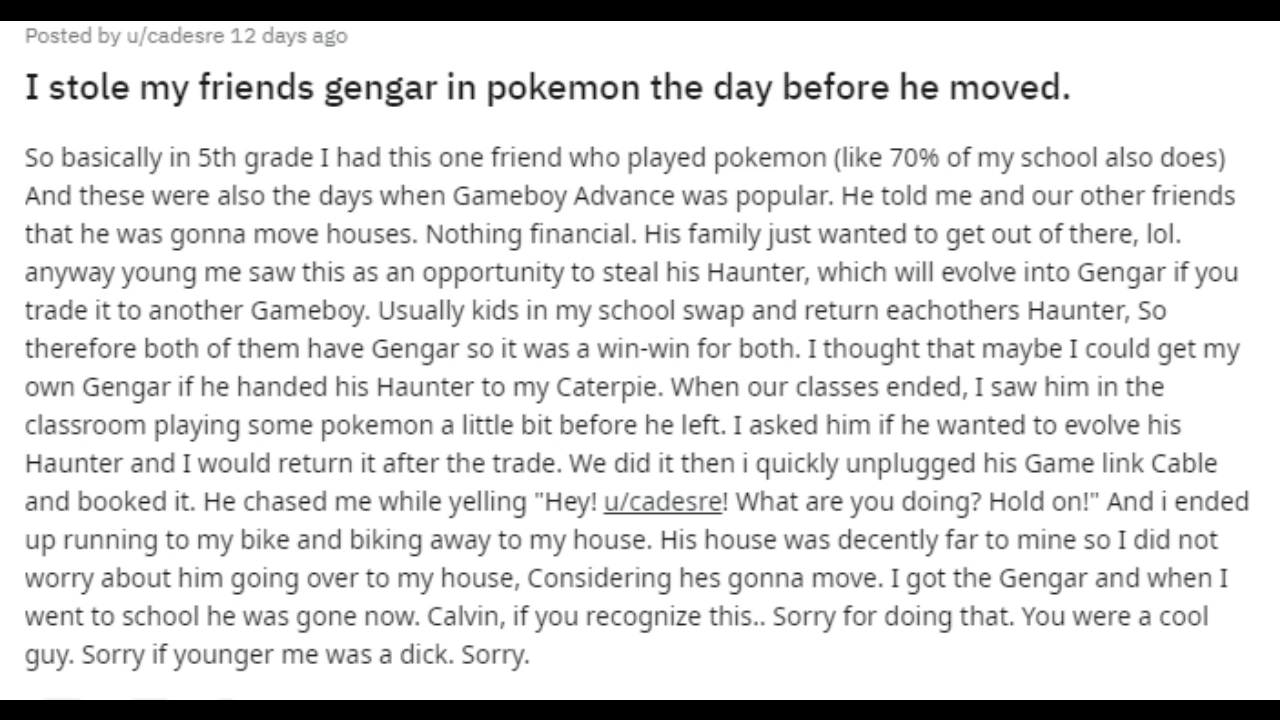 Posted by u/cadesre 12 days ago
I stole my friends gengar in pokemon the day before he moved.
So basically in 5th grade I had this one friend who played pokemon (like 70% of my school also does)
And these were also the days when Gameboy Advance was popular. He told me and our other friends
that he was gonna move houses. Nothing financial. His family just wanted to get out of there, lol.
anyway young me saw this as an opportunity to steal his Haunter, which will evolve into Gengar if you
trade it to another Gameboy. Usually kids in my school swap and return eachothers Haunter, So
therefore both of them have Gengar so it was a win-win for both. I thought that maybe I could get my
own Gengar if he handed his Haunter to my Caterpie. When our classes ended, I saw him in the
classroom playing some pokemon a little bit before he left. I asked him if he wanted to evolve his
Haunter and I would return it after the trade. We did it then i quickly unplugged his Game link Cable
and booked it. He chased me while yelling "Hey! u/cadesre! What are you doing? Hold on!" And i ended
up running to my bike and biking away to my house. His house was decently far to mine so I did not
worry about him going over to my house, Considering hes gonna move. I got the Gengar and when I
went to school he was gone now. Calvin, if you recognize this.. Sorry for doing that. You were a cool
guy. Sorry if younger me was a dick. Sorry.